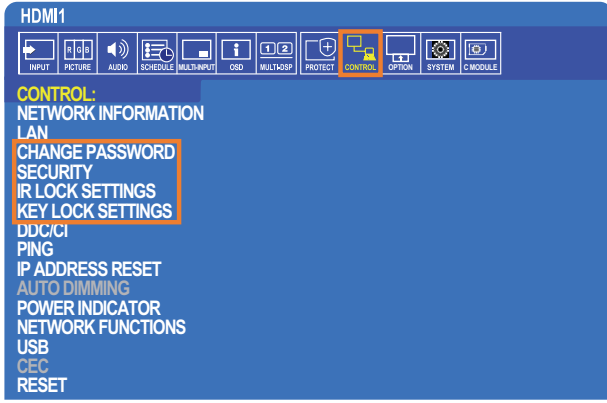 HDMI1
R G B 1 2
INPUT PICTURE AUDIO SCHEDULE MULTI-INPUT OSD MULTI-DSP PROTECT CONTROL OPTION SYSTEM C MODULE
CONTROL:
NETWORK INFORMATION
LAN
CHANGE PASSWORD
SECURITY
IR LOCK SETTINGS
KEY LOCK SETTINGS
DDC/CI
PING
IP ADDRESS RESET
AUTO DIMMING
POWER INDICATOR
NETWORK FUNCTIONS
USB
CEC
RESET